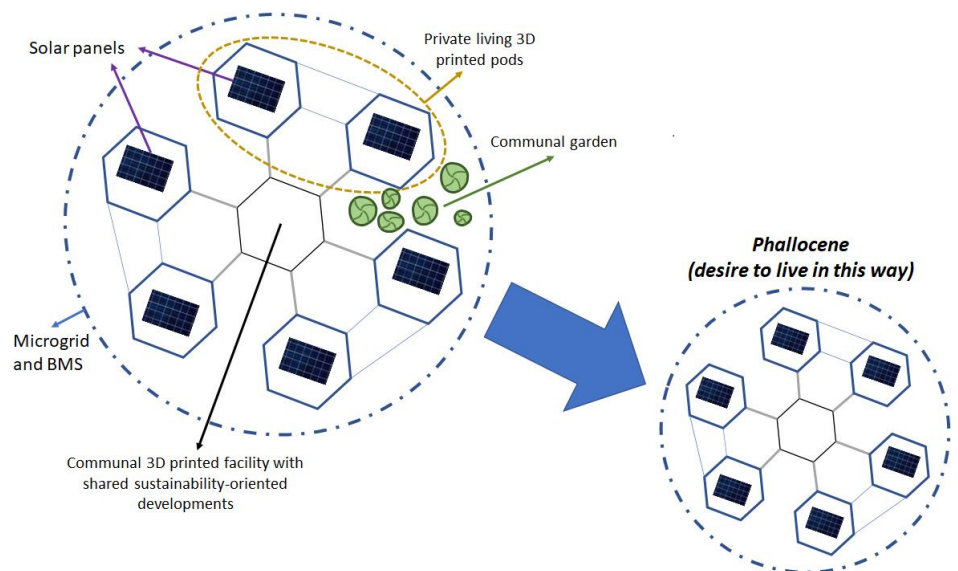 Solar panels
Private living 3D
printed pods
Communal garden
Phallocene
(desire to live in this way)
Microgrid
and BMS
Communal 3D printed facility with
shared sustainability-oriented
developments